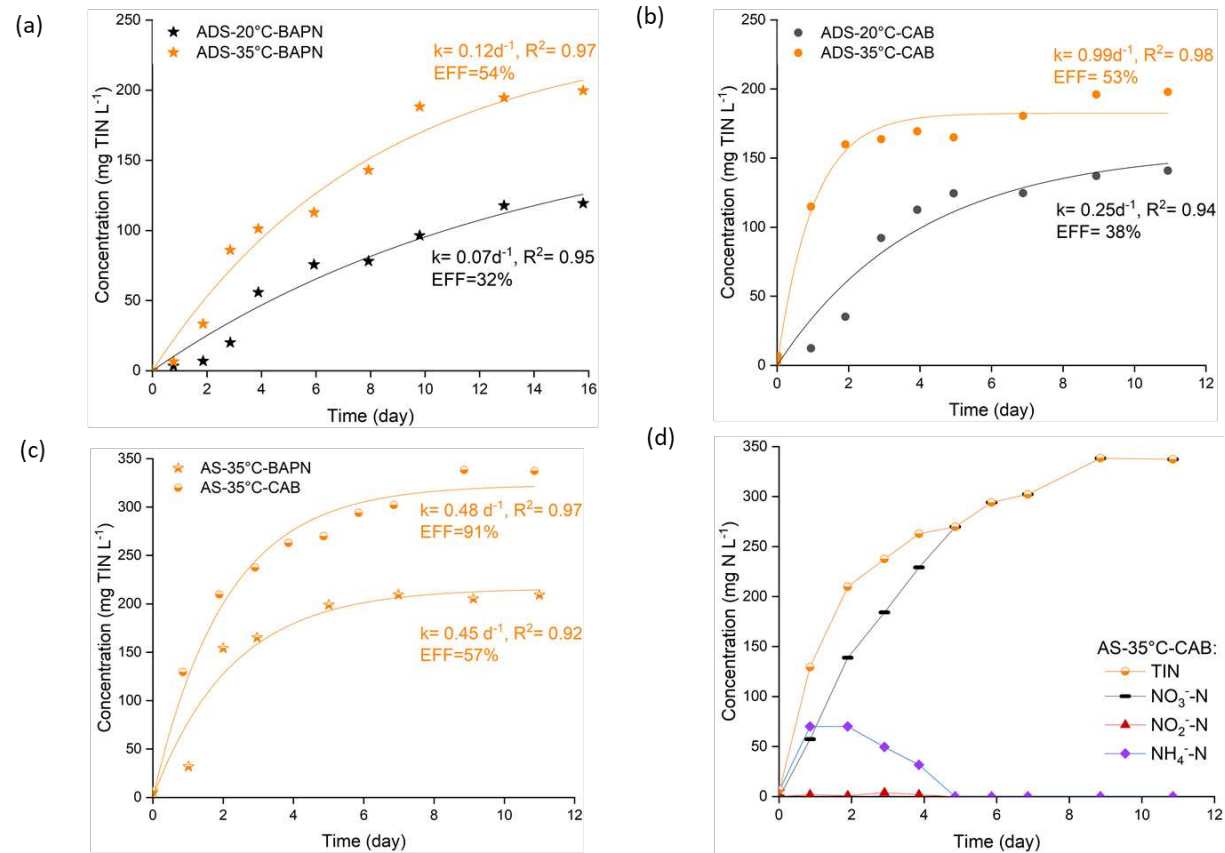 (a)
250
200
150
100
50
0
Concentration (mg TIN L⁻¹)
ADS-20°C-BAPN
ADS-35°C-BAPN
k= 0.12d⁻¹, R²= 0.97
EFF=54%
k= 0.07d⁻¹, R²= 0.95
EFF=32%
0 2 4 6 8 10 12 14 16
Time (day)
(b)
250
200
150
100
50
0
Concentration (mg TIN L⁻¹)
ADS-20°C-CAB
ADS-35°C-CAB
k= 0.99d⁻¹, R²= 0.98
EFF= 53%
k= 0.25d⁻¹, R²= 0.94
EFF= 38%
0 2 4 6 8 10 12
Time (day)
(c)
350
300
250
200
150
100
50
0
Concentration (mg TIN L⁻¹)
AS-35°C-BAPN
AS-35°C-CAB
k= 0.48 d⁻¹, R²= 0.97
EFF=91%
k= 0.45 d⁻¹, R²= 0.92
EFF=57%
0 2 4 6 8 10 12
Time (day)
(d)
350
300
250
200
150
100
50
0
Concentration (mg N L⁻¹)
AS-35°C-CAB:
TIN
NO₃⁻-N
NO₂⁻-N
NH₄⁻-N
0 2 4 6 8 10 12
Time (day)